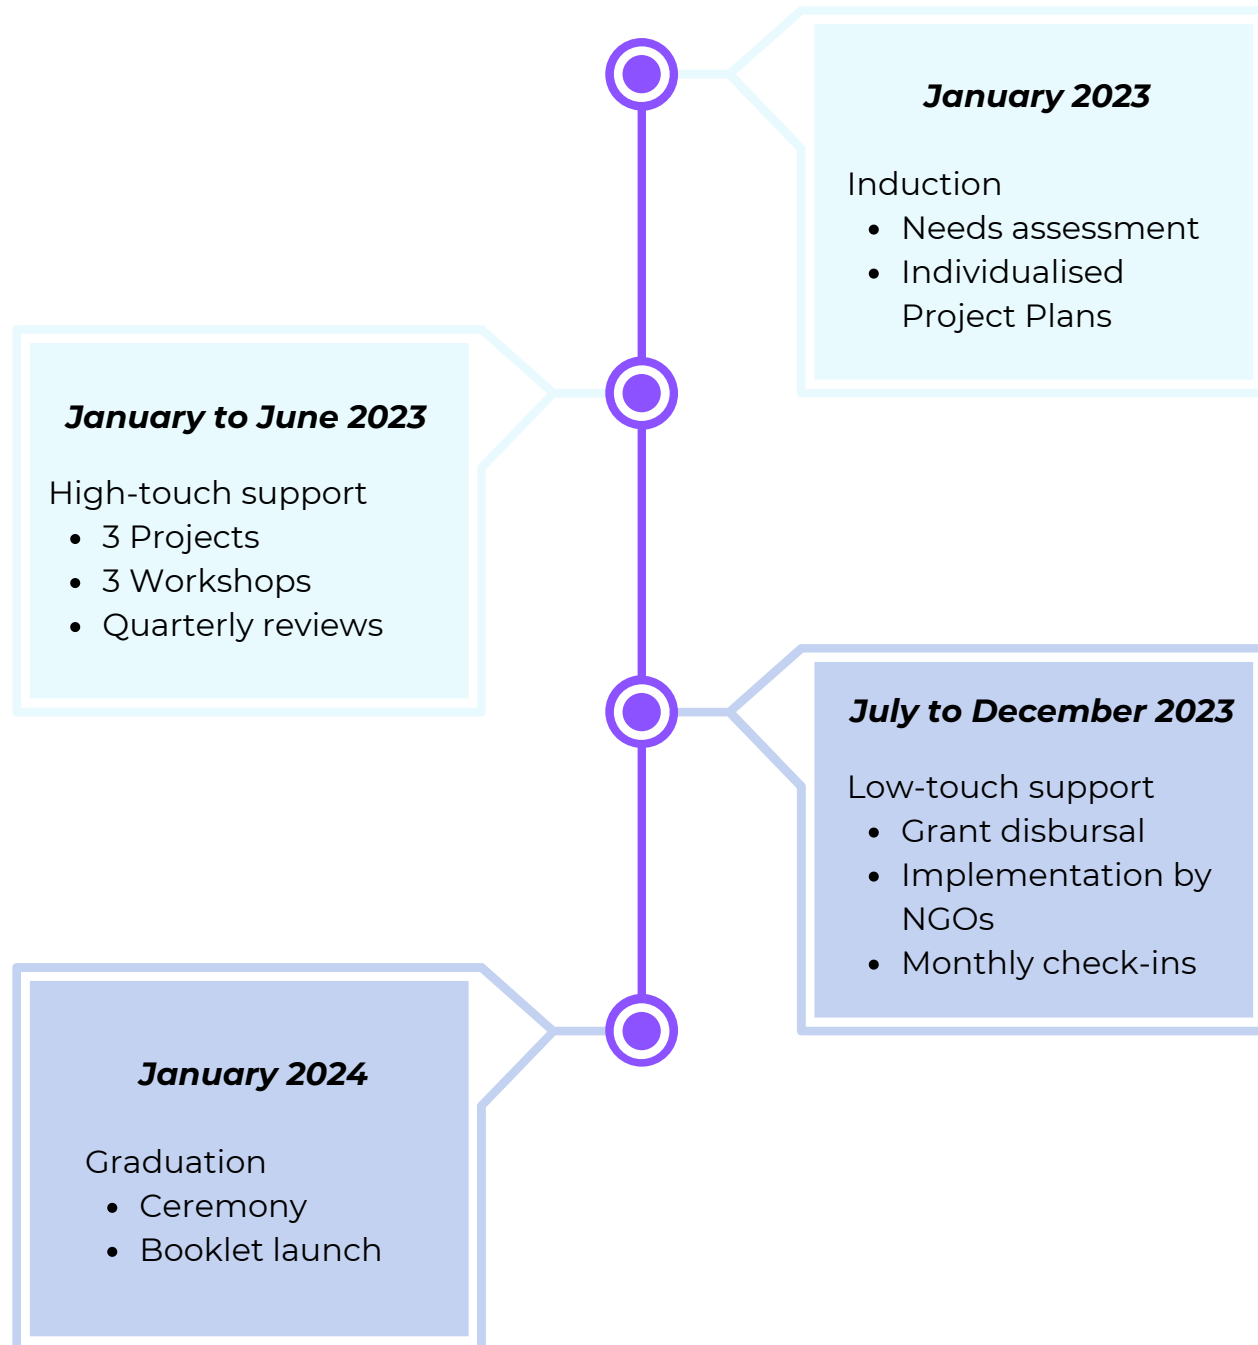 January 2023
Induction
• Needs assessment
• Individualised
Project Plans
January to June 2023
High-touch support
• 3 Projects
• 3 Workshops
• Quarterly reviews
July to December 2023
Low-touch support
• Grant disbursal
• Implementation by
NGOs
• Monthly check-ins
January 2024
Graduation
• Ceremony
• Booklet launch